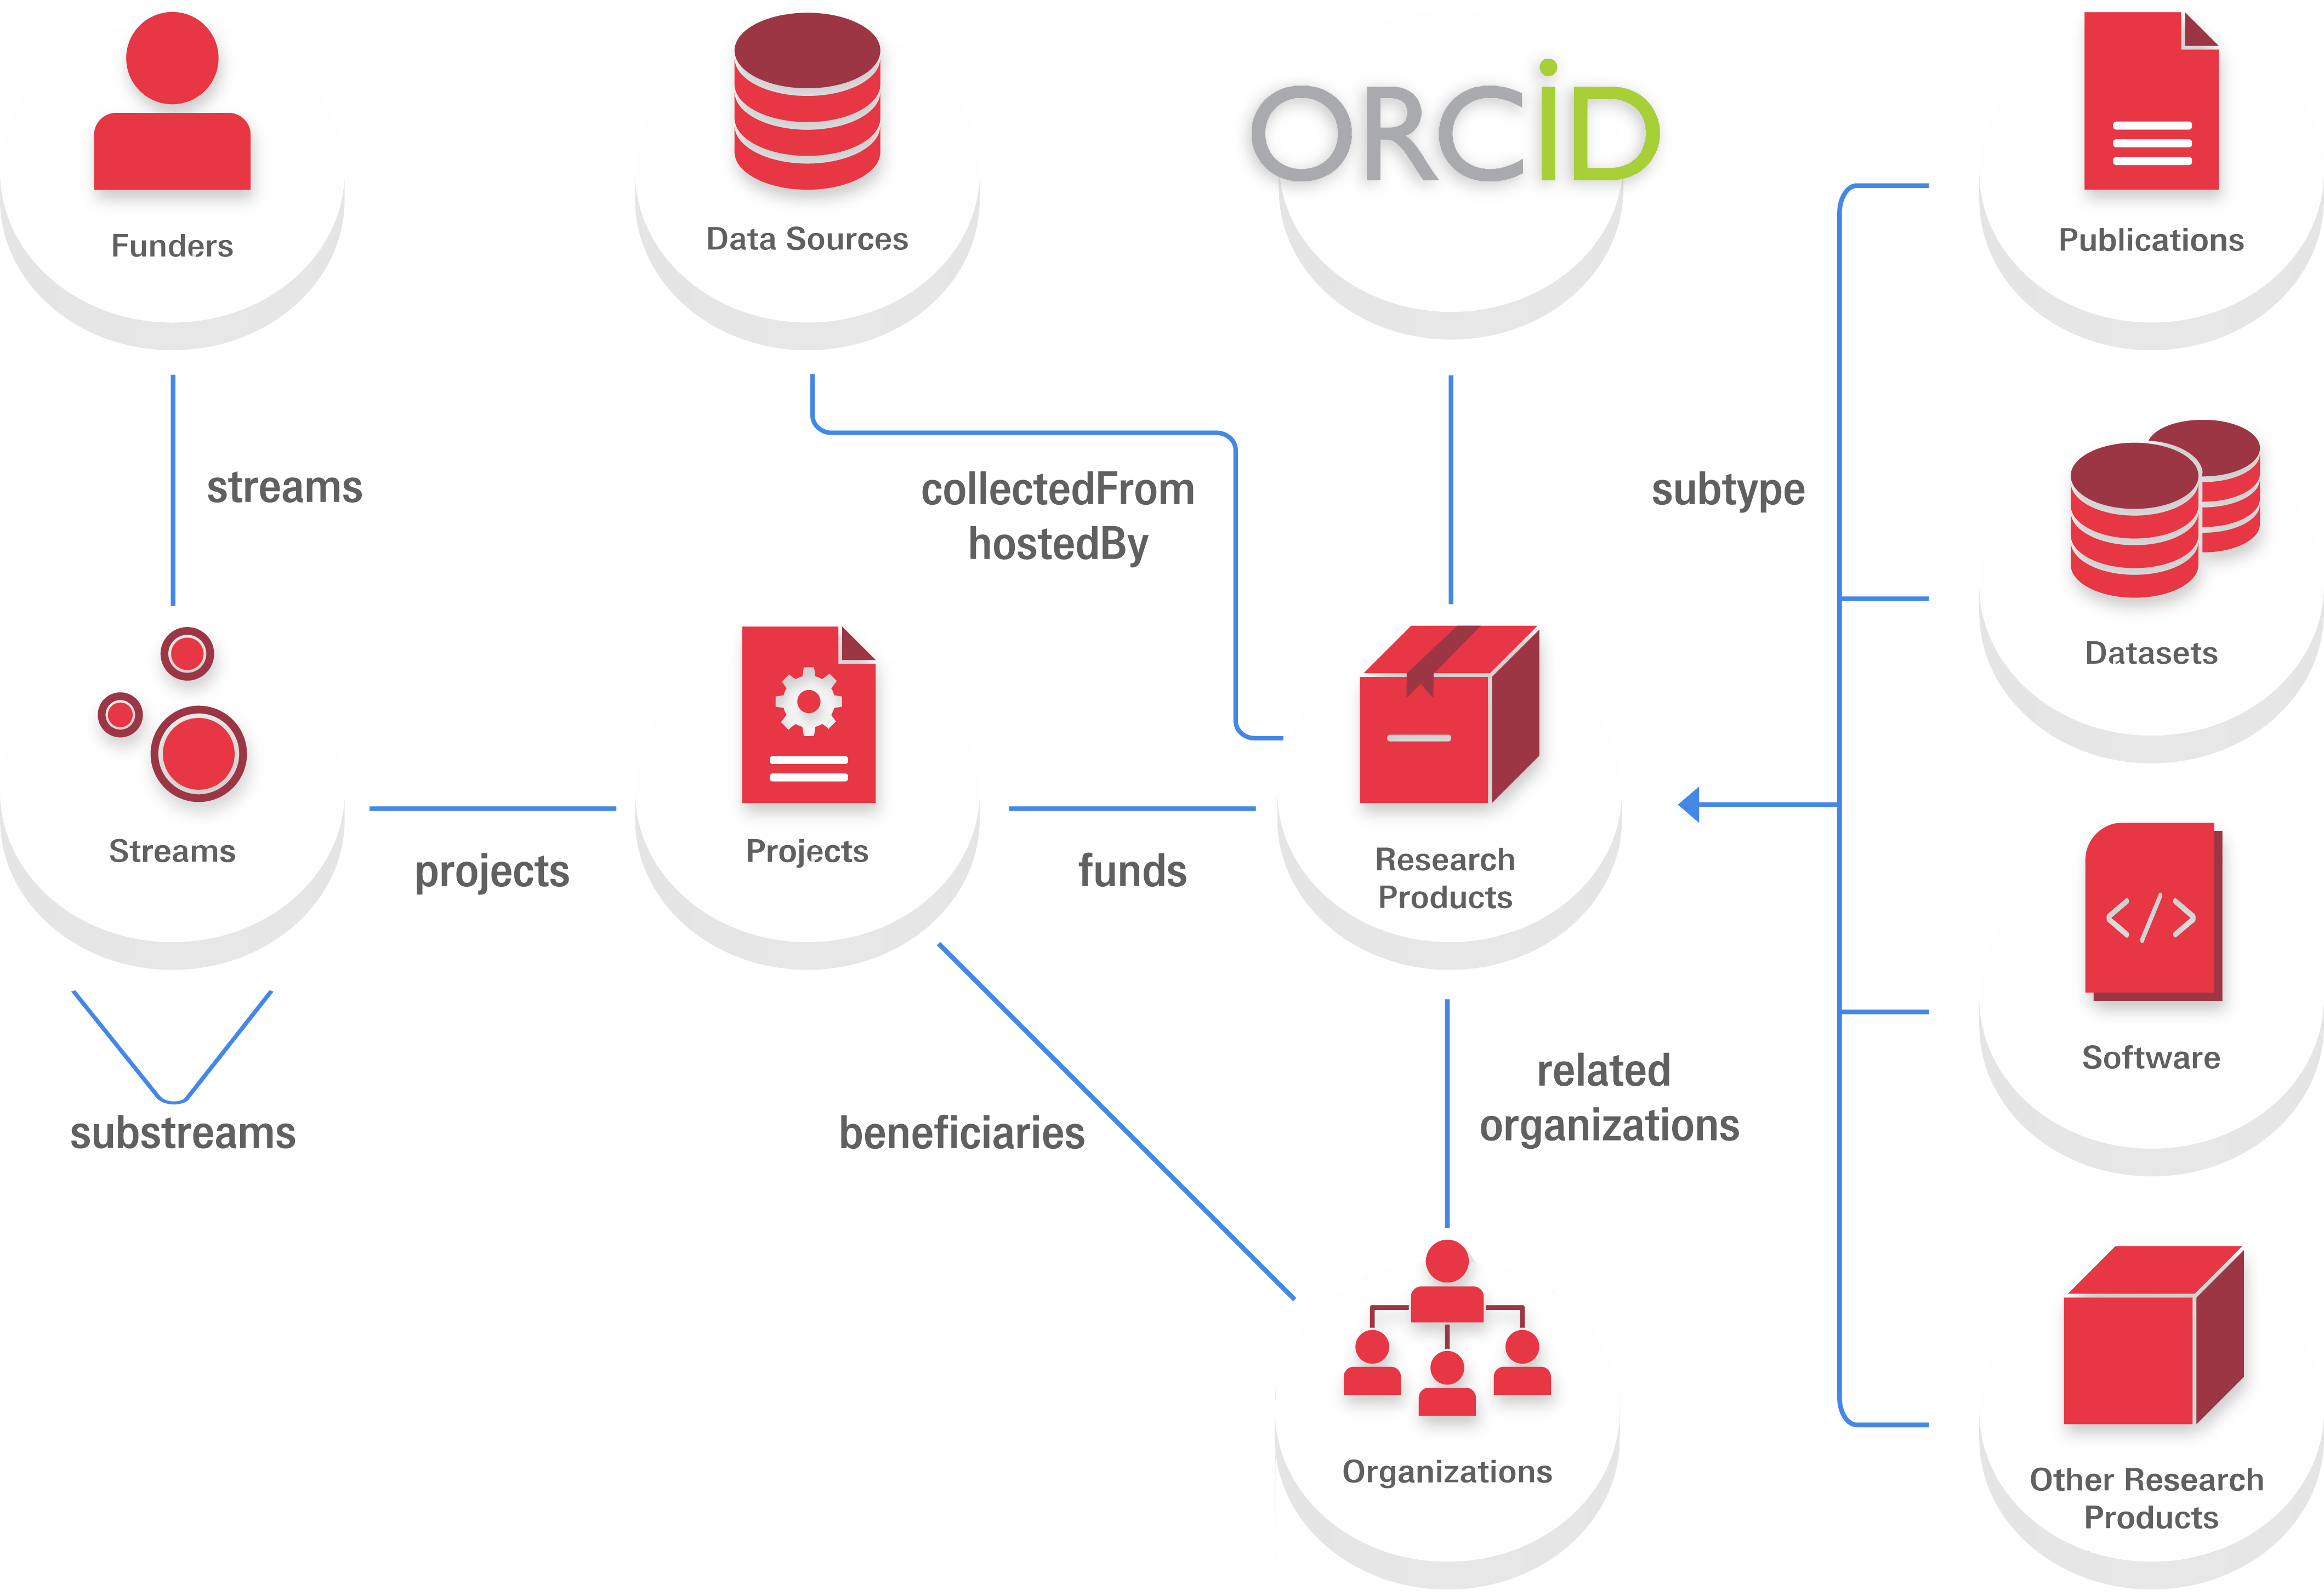 ORCID
Funders
Data Sources
Publications
streams
collectedFrom
hostedBy
subtype
Datasets
Streams
projects
Projects
funds
Research
Products
Software
substreams
beneficiaries
related
organizations
Organizations
Other Research
Products